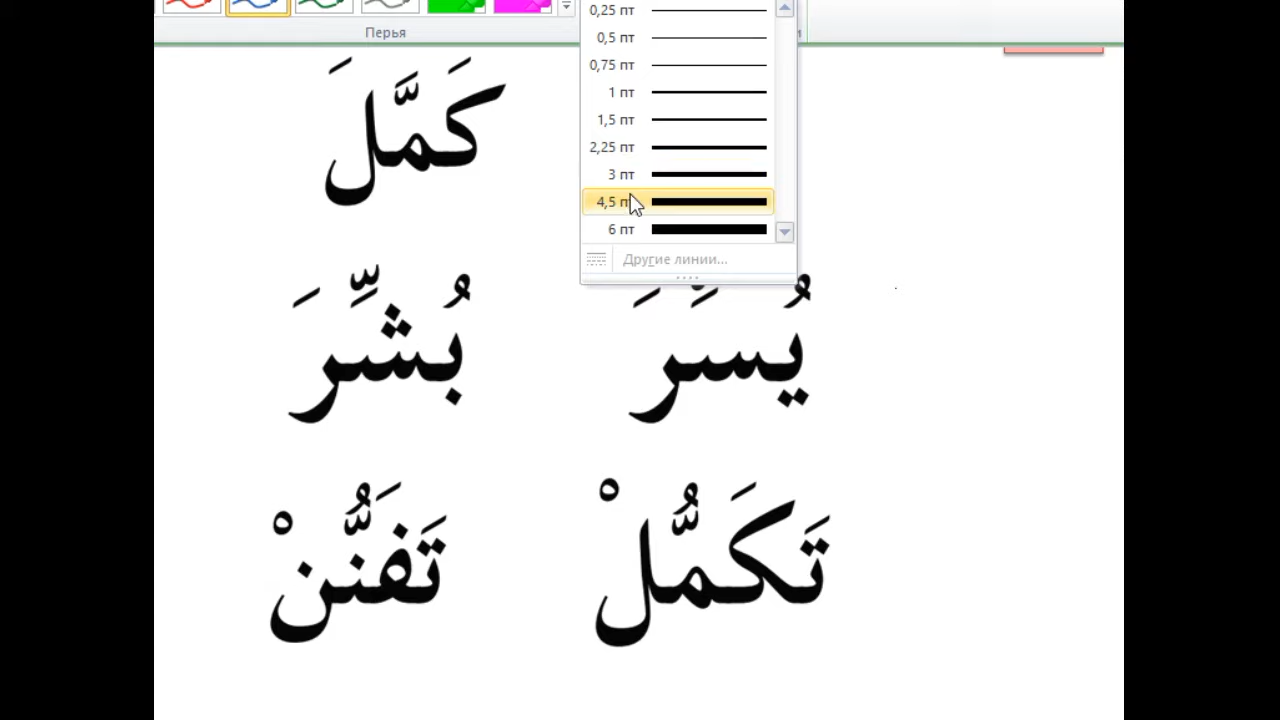 0,25 пт
Перья
0,5 пт
0,75 пт
1 пт
1,5 пт
2,25 пт
3 пт
4,5 пт
6 пт
Другие линии...
كَمَّلَ
يُسِّرَ بُشِّرَ
تَكَمُّلْ تَفَنُّنْ